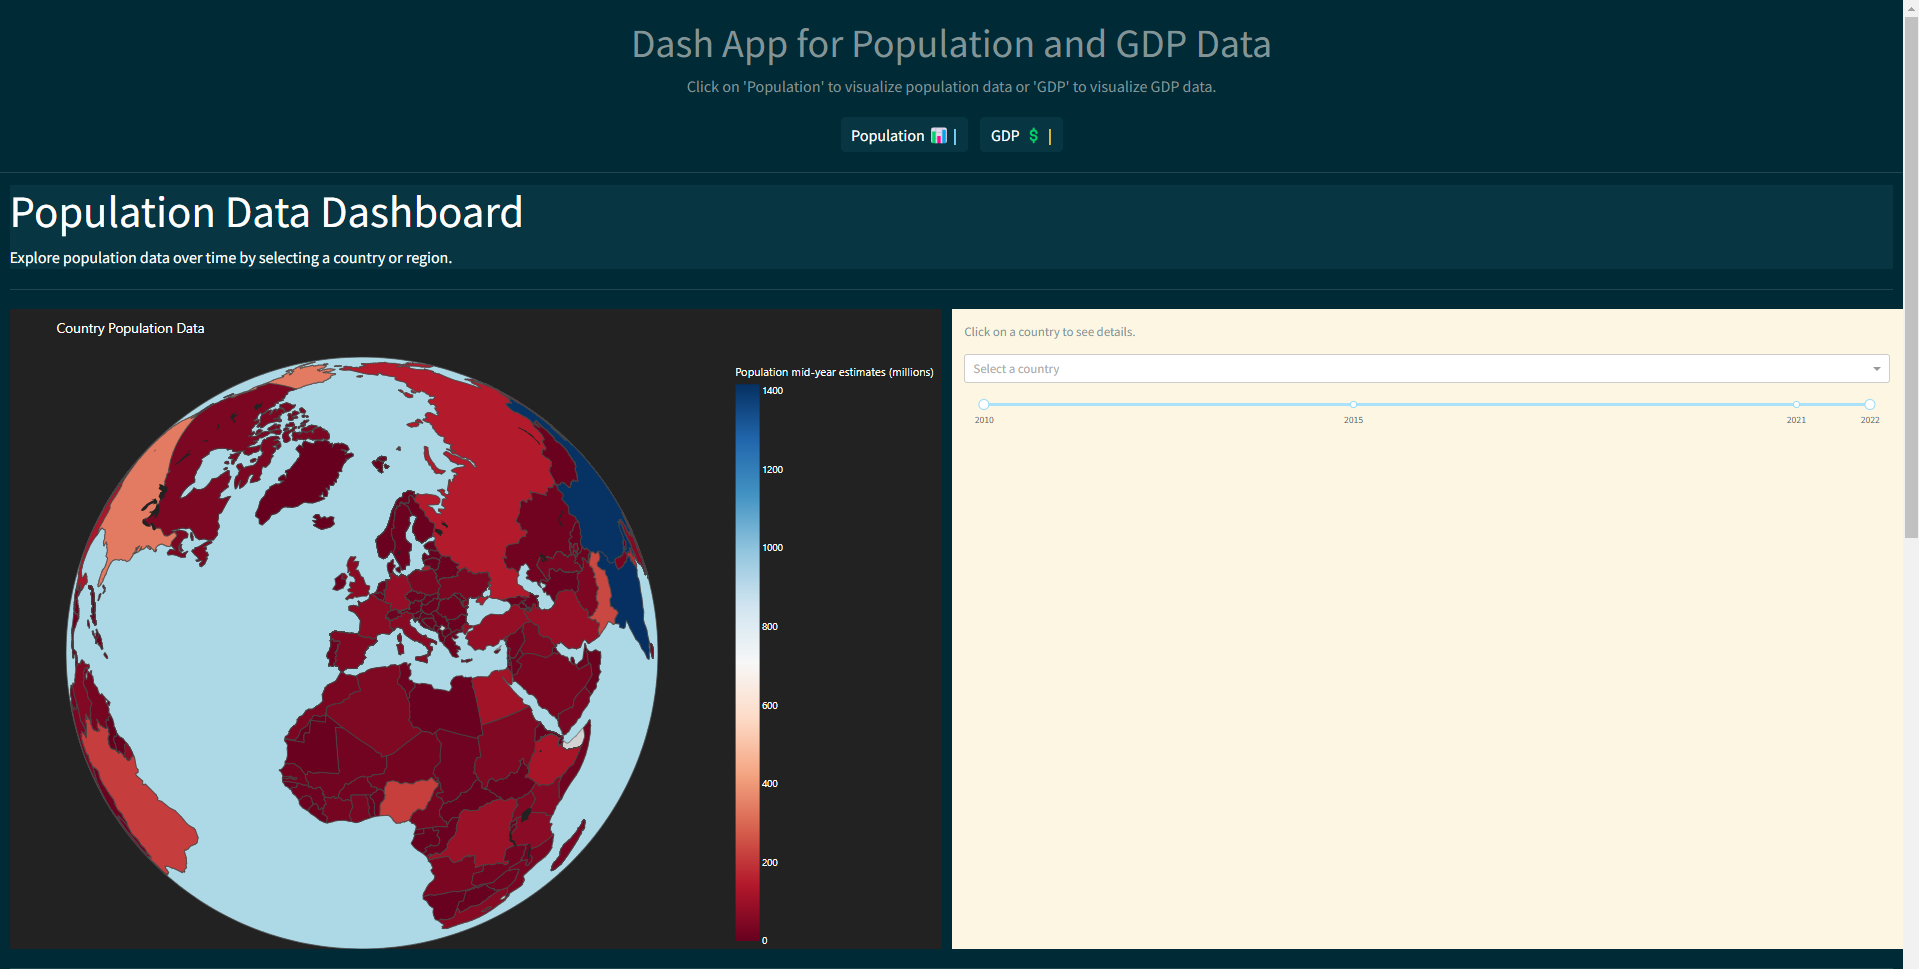 Dash App for Population and GDP Data
Click on 'Population' to visualize population data or 'GDP' to visualize GDP data.
Population 📊 | GDP 💲 |
Population Data Dashboard
Explore population data over time by selecting a country or region.
Country Population Data
Population mid-year estimates (millions)
1400
1200
1000
800
600
400
200
0
Click on a country to see details.
Select a country
2010 2015 2021 2022